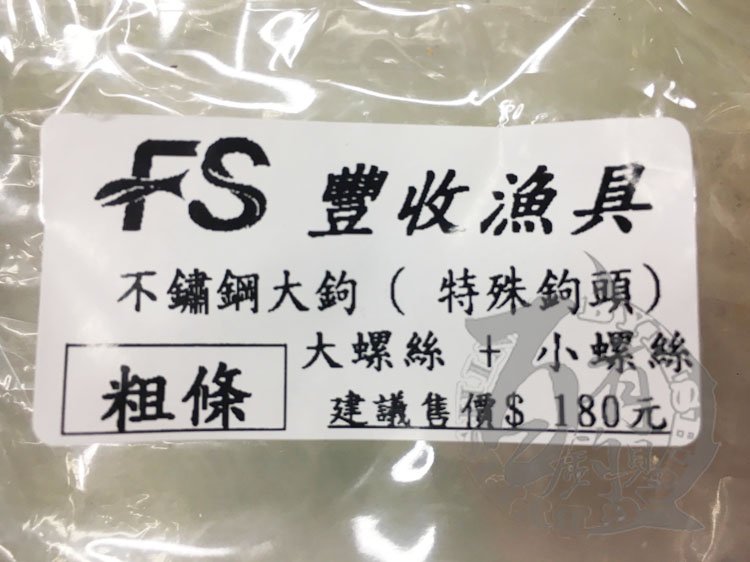 FS 豐收漁具
不鏽鋼大鉤 ( 特殊鉤頭)
粗條
大螺絲 + 小螺絲
建議售價$ 180元